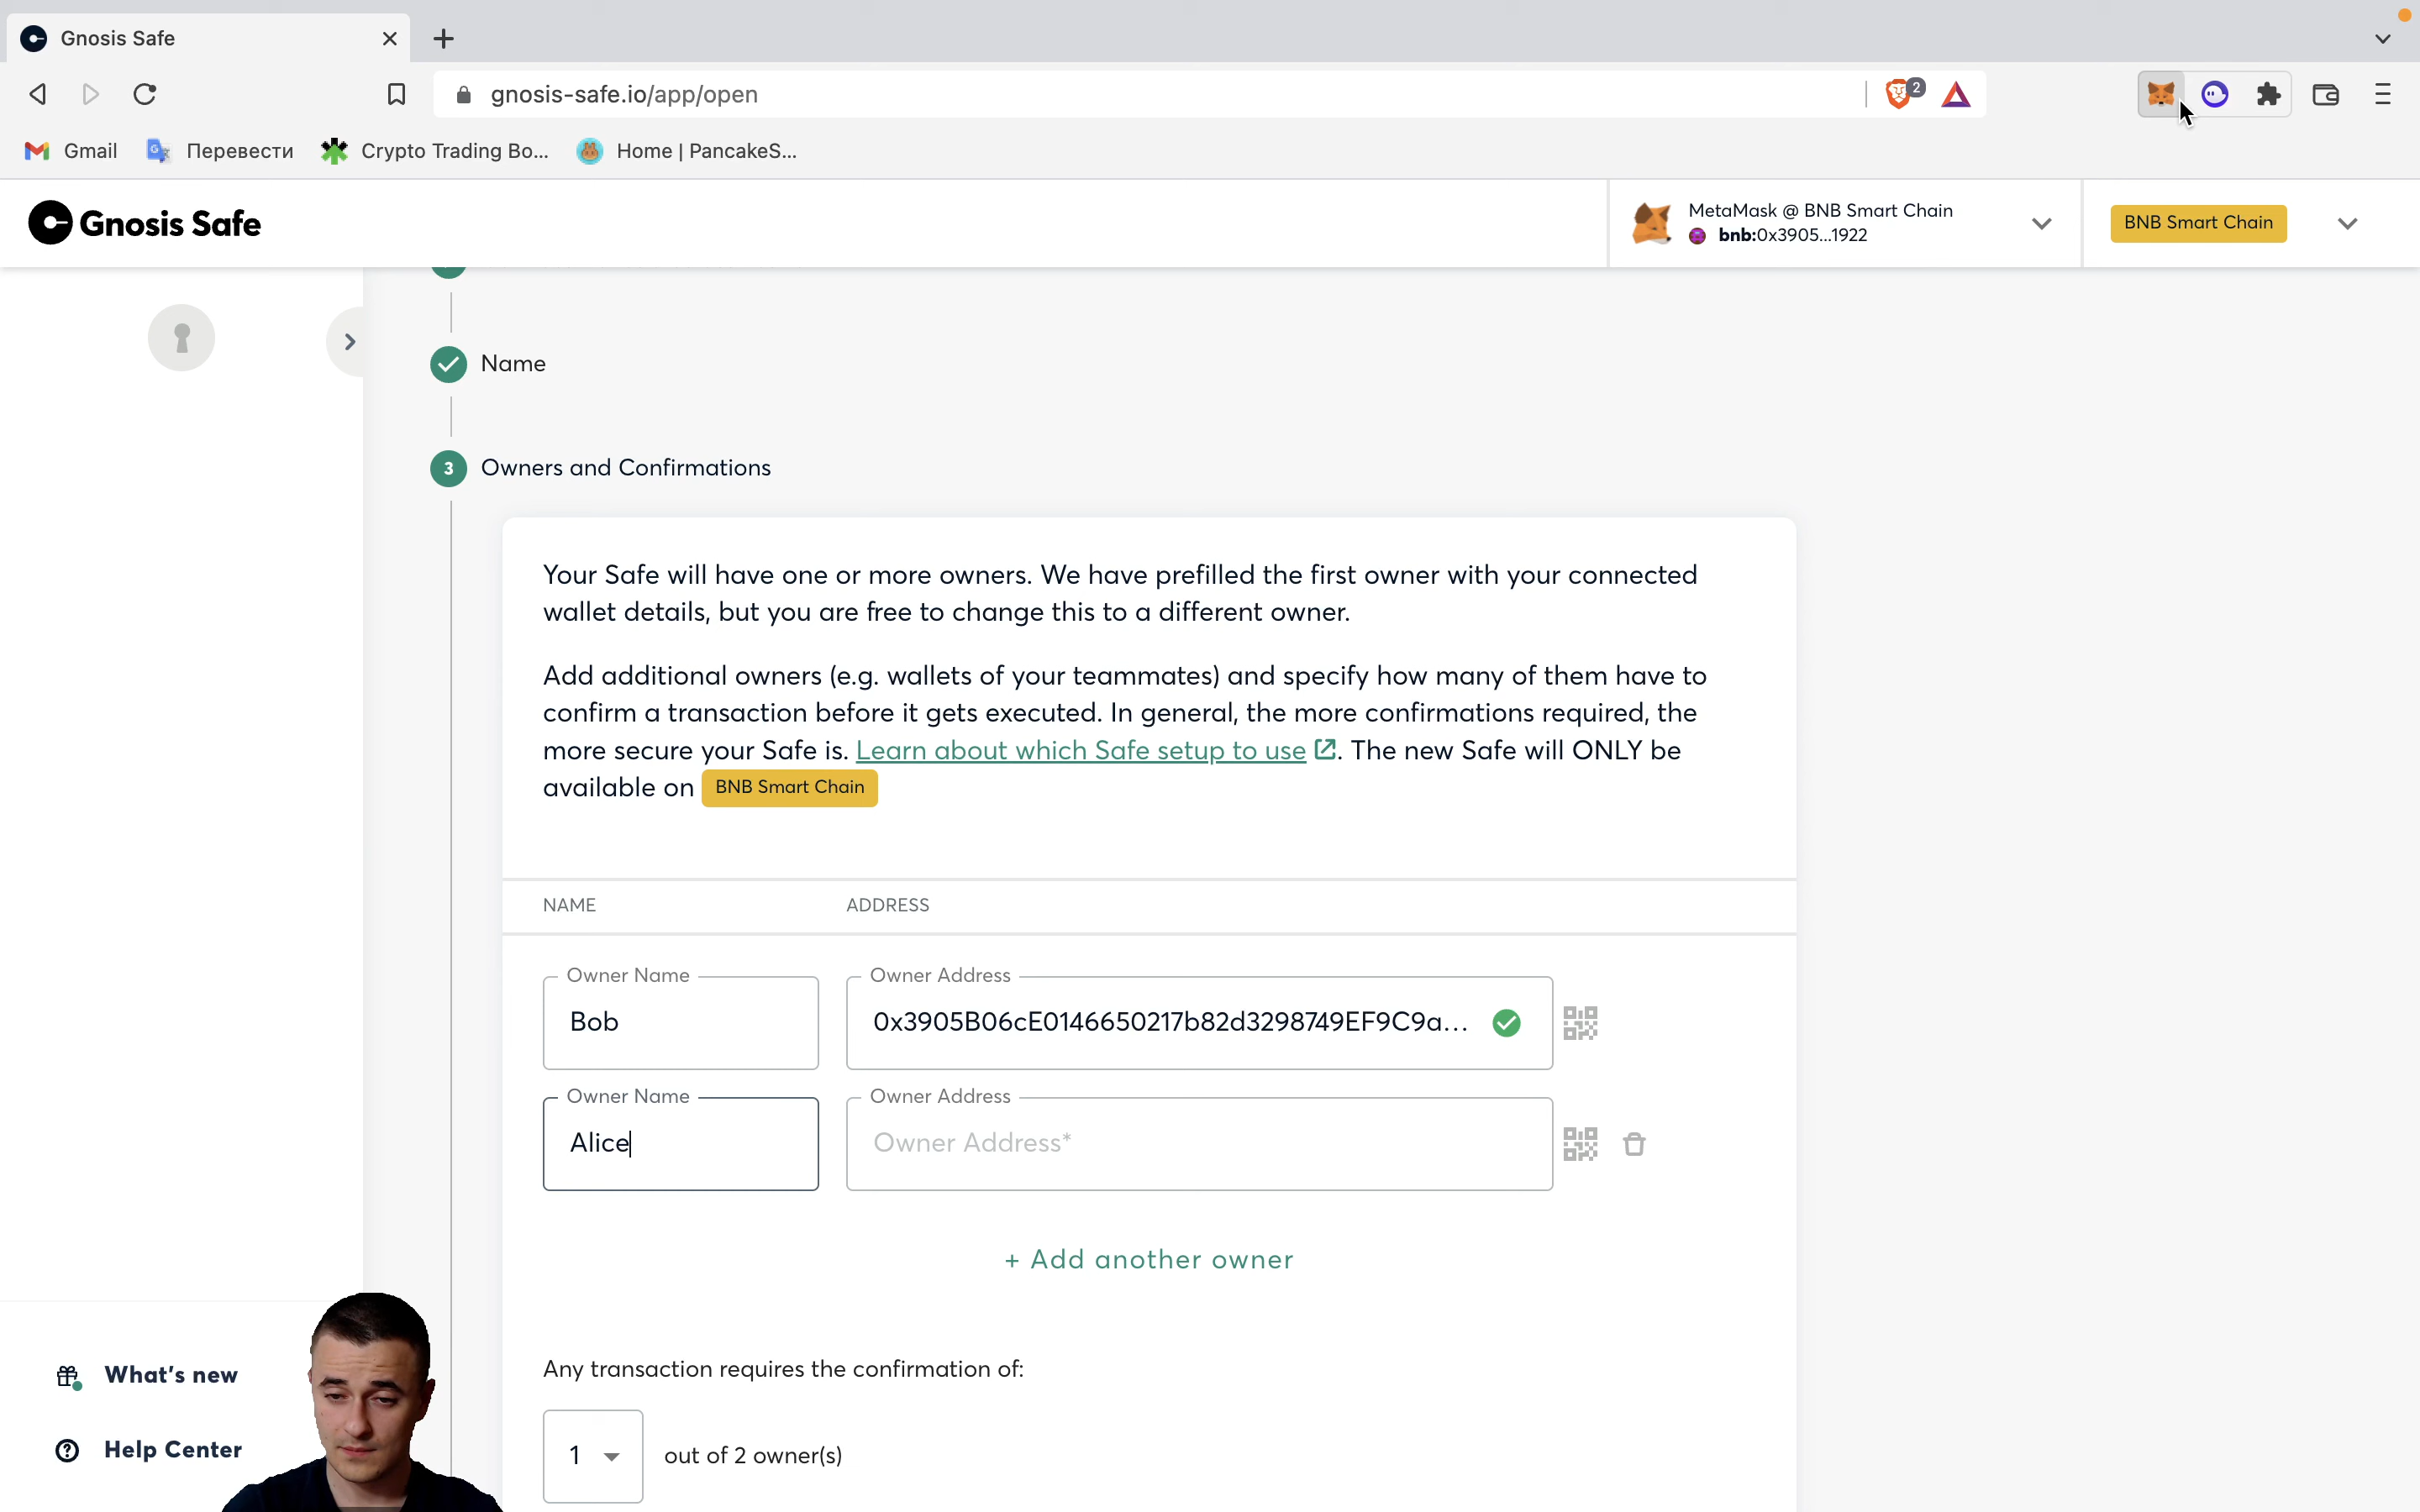 Gnosis Safe
gnosis-safe.io/app/open
2
Gmail
Перевести
Crypto Trading Bo...
Home | PancakeS...
Gnosis Safe
MetaMask @ BNB Smart Chain
bnb:0x3905...1922
BNB Smart Chain
Name
3 Owners and Confirmations
Your Safe will have one or more owners. We have prefilled the first owner with your connected
wallet details, but you are free to change this to a different owner.
Add additional owners (e.g. wallets of your teammates) and specify how many of them have to
confirm a transaction before it gets executed. In general, the more confirmations required, the
more secure your Safe is. Learn about which Safe setup to use. The new Safe will ONLY be
available on BNB Smart Chain
NAME ADDRESS
Owner Name Owner Address
Bob 0x3905B06cE0146650217b82d3298749EF9C9a...
Owner Name Owner Address
Alice Owner Address*
+ Add another owner
Any transaction requires the confirmation of:
1 out of 2 owner(s)
What's new
Help Center